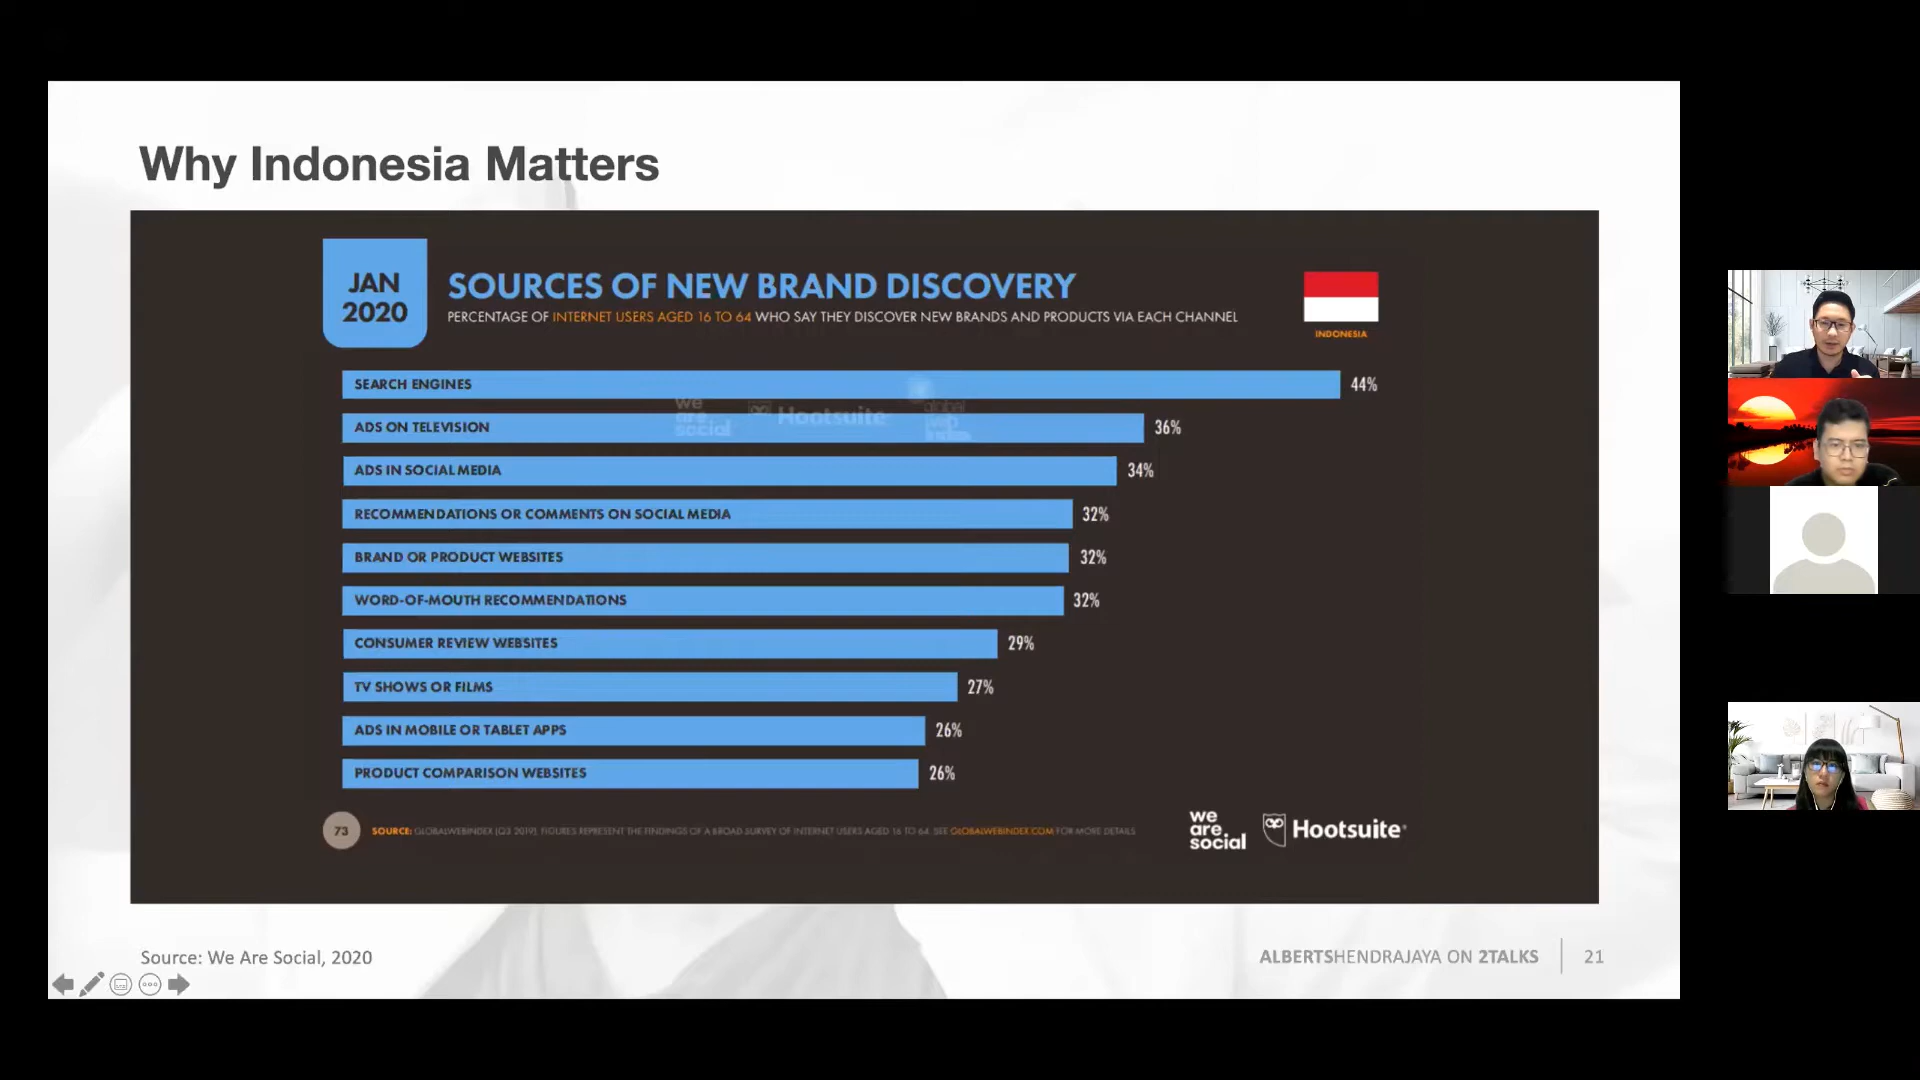 Why Indonesia Matters
JAN
2020
SOURCES OF NEW BRAND DISCOVERY
PERCENTAGE OF INTERNET USERS AGED 16 TO 64 WHO SAY THEY DISCOVER NEW BRANDS AND PRODUCTS VIA EACH CHANNEL
INDONESIA
SEARCH ENGINES 44%
we are social Hootsuite
ADS ON TELEVISION 36%
ADS IN SOCIAL MEDIA 34%
RECOMMENDATIONS OR COMMENTS ON SOCIAL MEDIA 32%
BRAND OR PRODUCT WEBSITES 32%
WORD-OF-MOUTH RECOMMENDATIONS 32%
CONSUMER REVIEW WEBSITES 29%
TV SHOWS OR FILMS 27%
ADS IN MOBILE OR TABLET APPS 26%
PRODUCT COMPARISON WEBSITES 26%
73 SOURCE: GLOBALWEBINDEX (Q3 2019). FIGURES REPRESENT THE FINDINGS OF A BROAD SURVEY OF INTERNET USERS AGED 16 TO 64. SEE GLOBALWEBINDEX.COM FOR MORE DETAILS
we
are
social
Hootsuite
Source: We Are Social, 2020
ALBERTSHENDRAJAYA ON 2TALKS 21